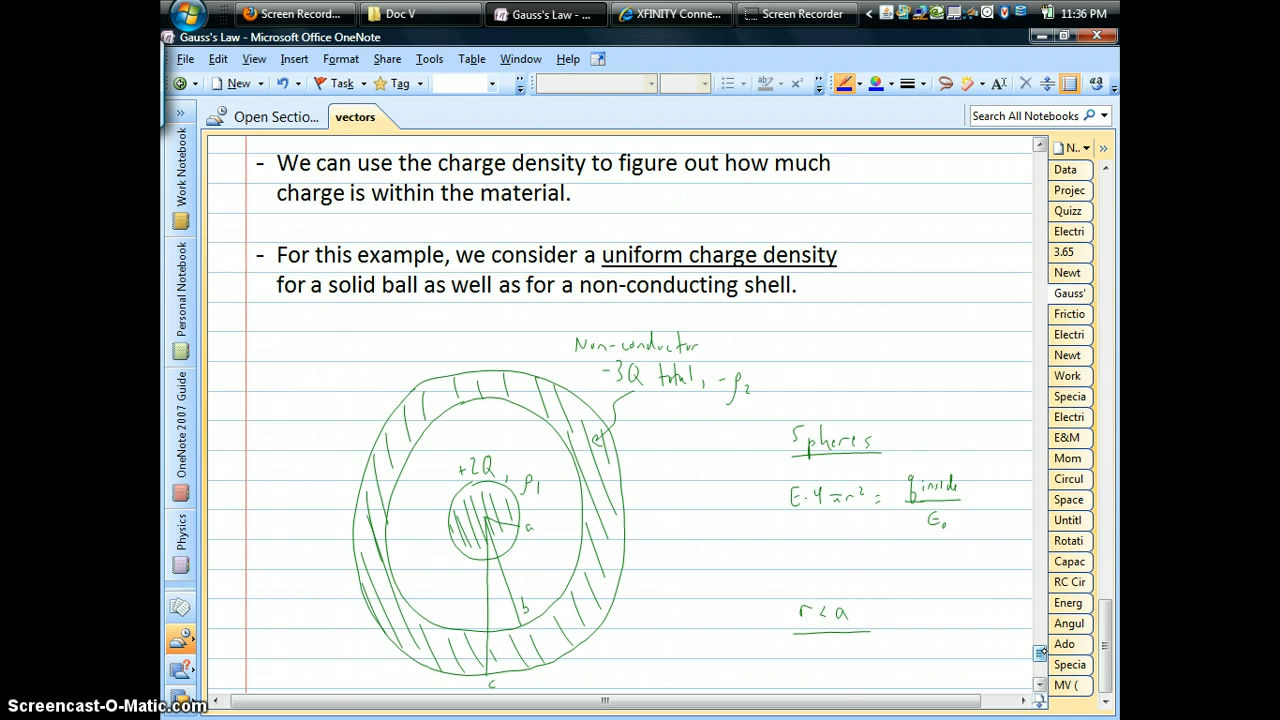 Screen Record...
Doc V
Gauss's Law - ...
XFINITY Conne...
Screen Recorder
11:36 PM
Gauss's Law - Microsoft Office OneNote
File Edit View Insert Format Share Tools Table Window Help
New Task Tag
Open Sectio...
vectors
Search All Notebooks
N..
Work Notebook
Personal Notebook
OneNote 2007 Guide
Physics
- We can use the charge density to figure out how much
charge is within the material.
- For this example, we consider a uniform charge density
for a solid ball as well as for a non-conducting shell.
Non-conductor
-3Q total, -ρ2
+2Q, ρ1
a
b
c
Spheres
E·4πr² = qinside / ε₀
r < a
Data
Projec
Quizz
Electri
3.65
Newt
Gauss'
Frictio
Electri
Newt
Work
Specia
Electri
E&M
Mom
Circul
Space
Untitl
Rotati
Capac
RC Cir
Energ
Angul
Ado
Specia
MV (
Screencast-O-Matic.com